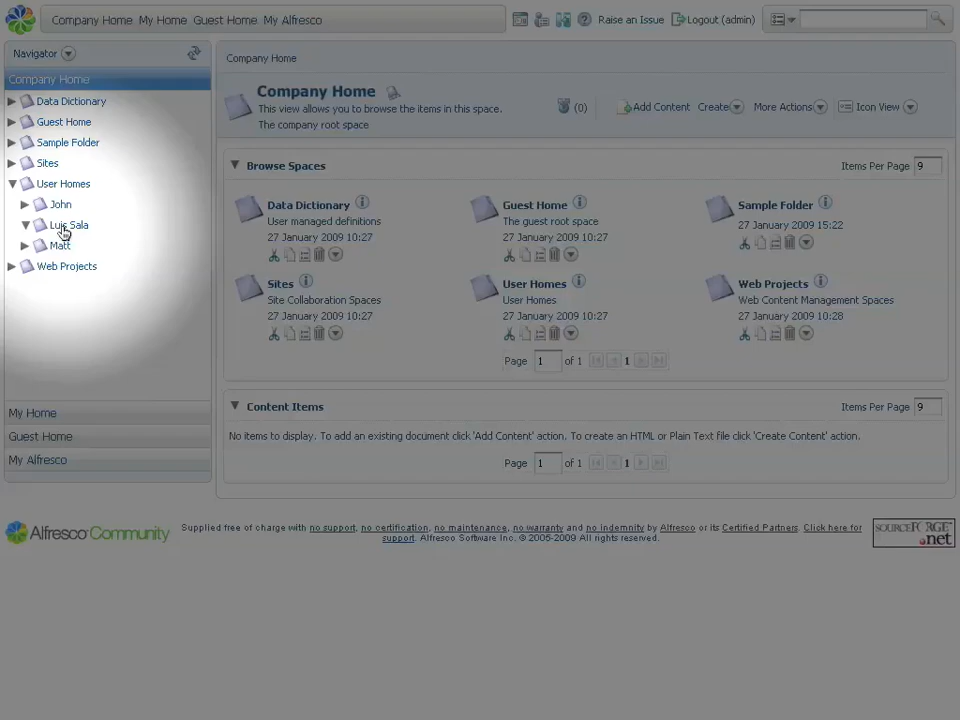 Company Home My Home Guest Home My Alfresco
Raise an Issue Logout (admin)
Navigator
Company Home
Data Dictionary
Guest Home
Sample Folder
Sites
User Homes
John
Luis Sala
Matt
Web Projects
My Home
Guest Home
My Alfresco
Company Home
Company Home
This view allows you to browse the items in this space.
The company root space
(0) Add Content Create More Actions Icon View
Browse Spaces Items Per Page 9
Data Dictionary
User managed definitions
27 January 2009 10:27
Guest Home
The guest root space
27 January 2009 10:27
Sample Folder
27 January 2009 15:22
Sites
Site Collaboration Spaces
27 January 2009 10:27
User Homes
User Homes
27 January 2009 10:27
Web Projects
Web Content Management Spaces
27 January 2009 10:28
Page 1 of 1 1
Content Items Items Per Page 9
No items to display. To add an existing document click 'Add Content' action. To create an HTML or Plain Text file click 'Create Content' action.
Page 1 of 1 1
Alfresco Community
Supplied free of charge with no support, no certification, no maintenance, no warranty and no indemnity by Alfresco or its Certified Partners. Click here for
support. Alfresco Software Inc. © 2005-2009 All rights reserved.
SOURCEFORGE
.net